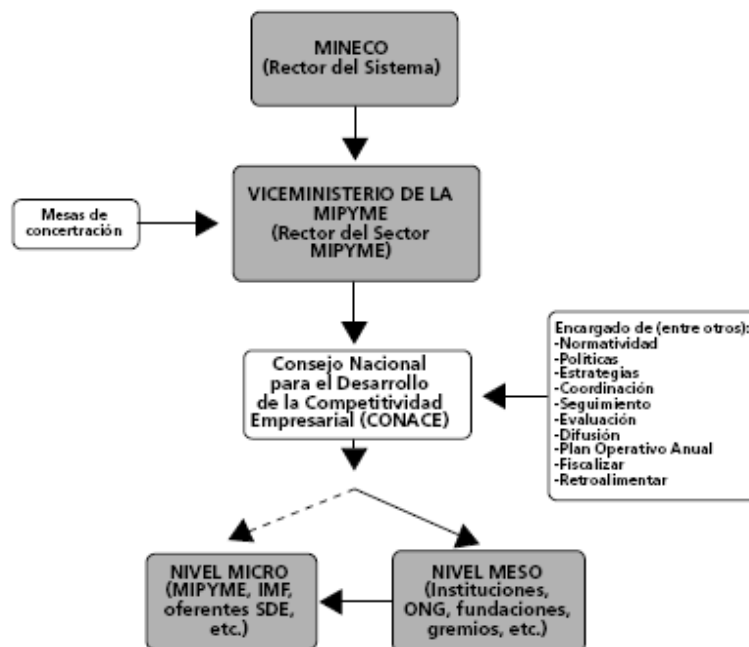 MINECO
(Rector del Sistema)
VICEMINISTERIO DE LA
MIPYME
(Rector del Sector
MIPYME)
Mesas de
concertración
Consejo Nacional
para el Desarrollo
de la Competitividad
Empresarial (CONACE)
Encargado de (entre otros):
-Normatividad
-Políticas
-Estrategias
-Coordinación
-Seguimiento
-Evaluación
-Difusión
-Plan Operativo Anual
-Fiscalizar
-Retroalimentar
NIVEL MICRO
(MIPYME, IMF,
oferentes SDE,
etc.)
NIVEL MESO
(Instituciones,
ONG, fundaciones,
gremios, etc.)